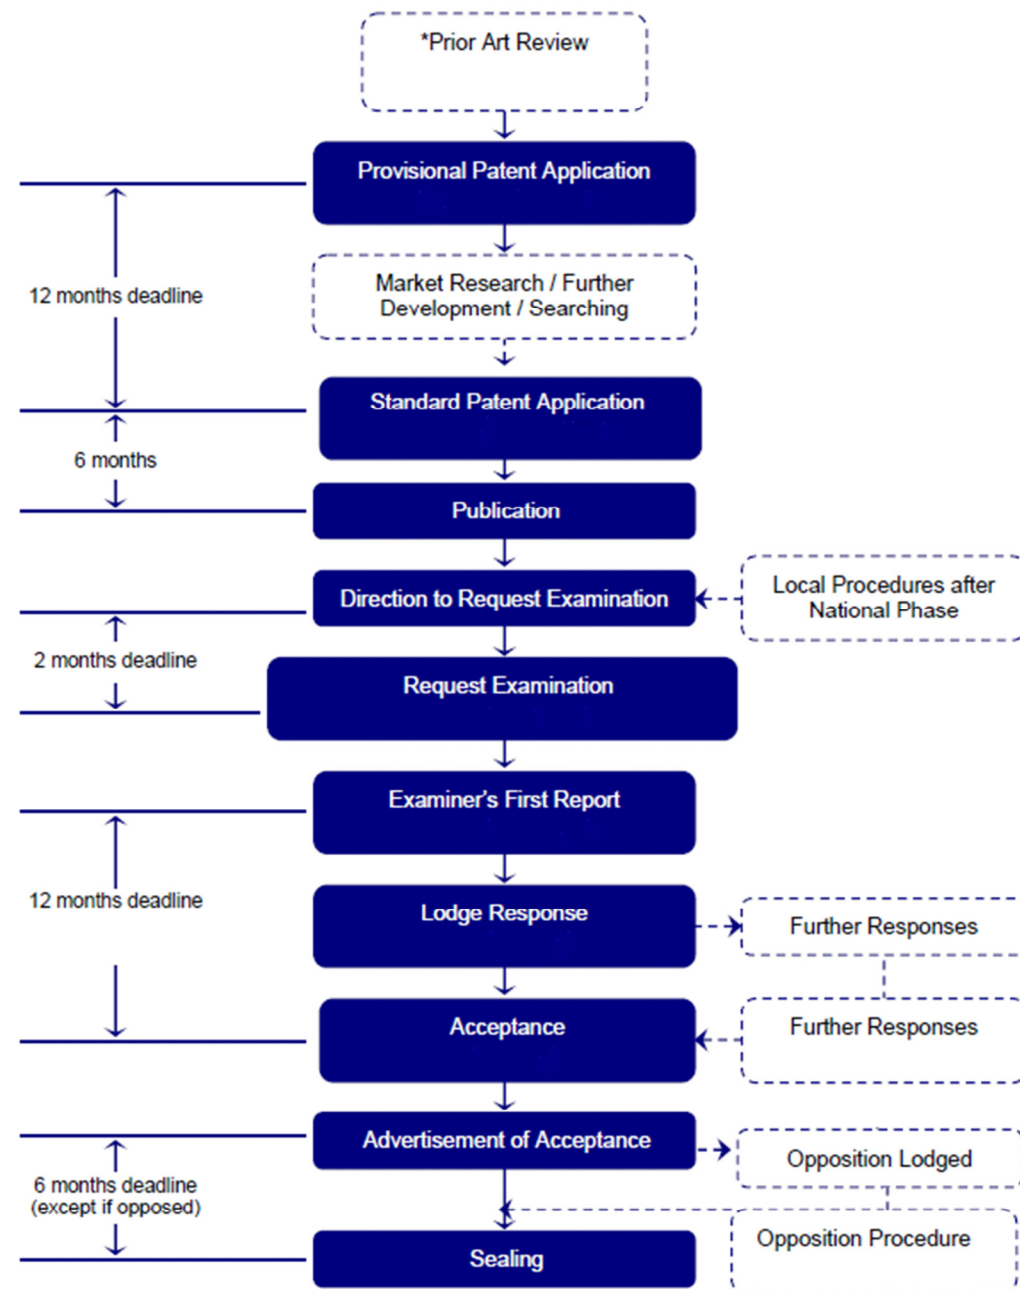 *Prior Art Review
Provisional Patent Application
12 months deadline
Market Research / Further
Development / Searching
Standard Patent Application
6 months
Publication
Direction to Request Examination
Local Procedures after
National Phase
2 months deadline
Request Examination
Examiner's First Report
12 months deadline
Lodge Response
Further Responses
Acceptance
Further Responses
Advertisement of Acceptance
Opposition Lodged
6 months deadline
(except if opposed)
Opposition Procedure
Sealing